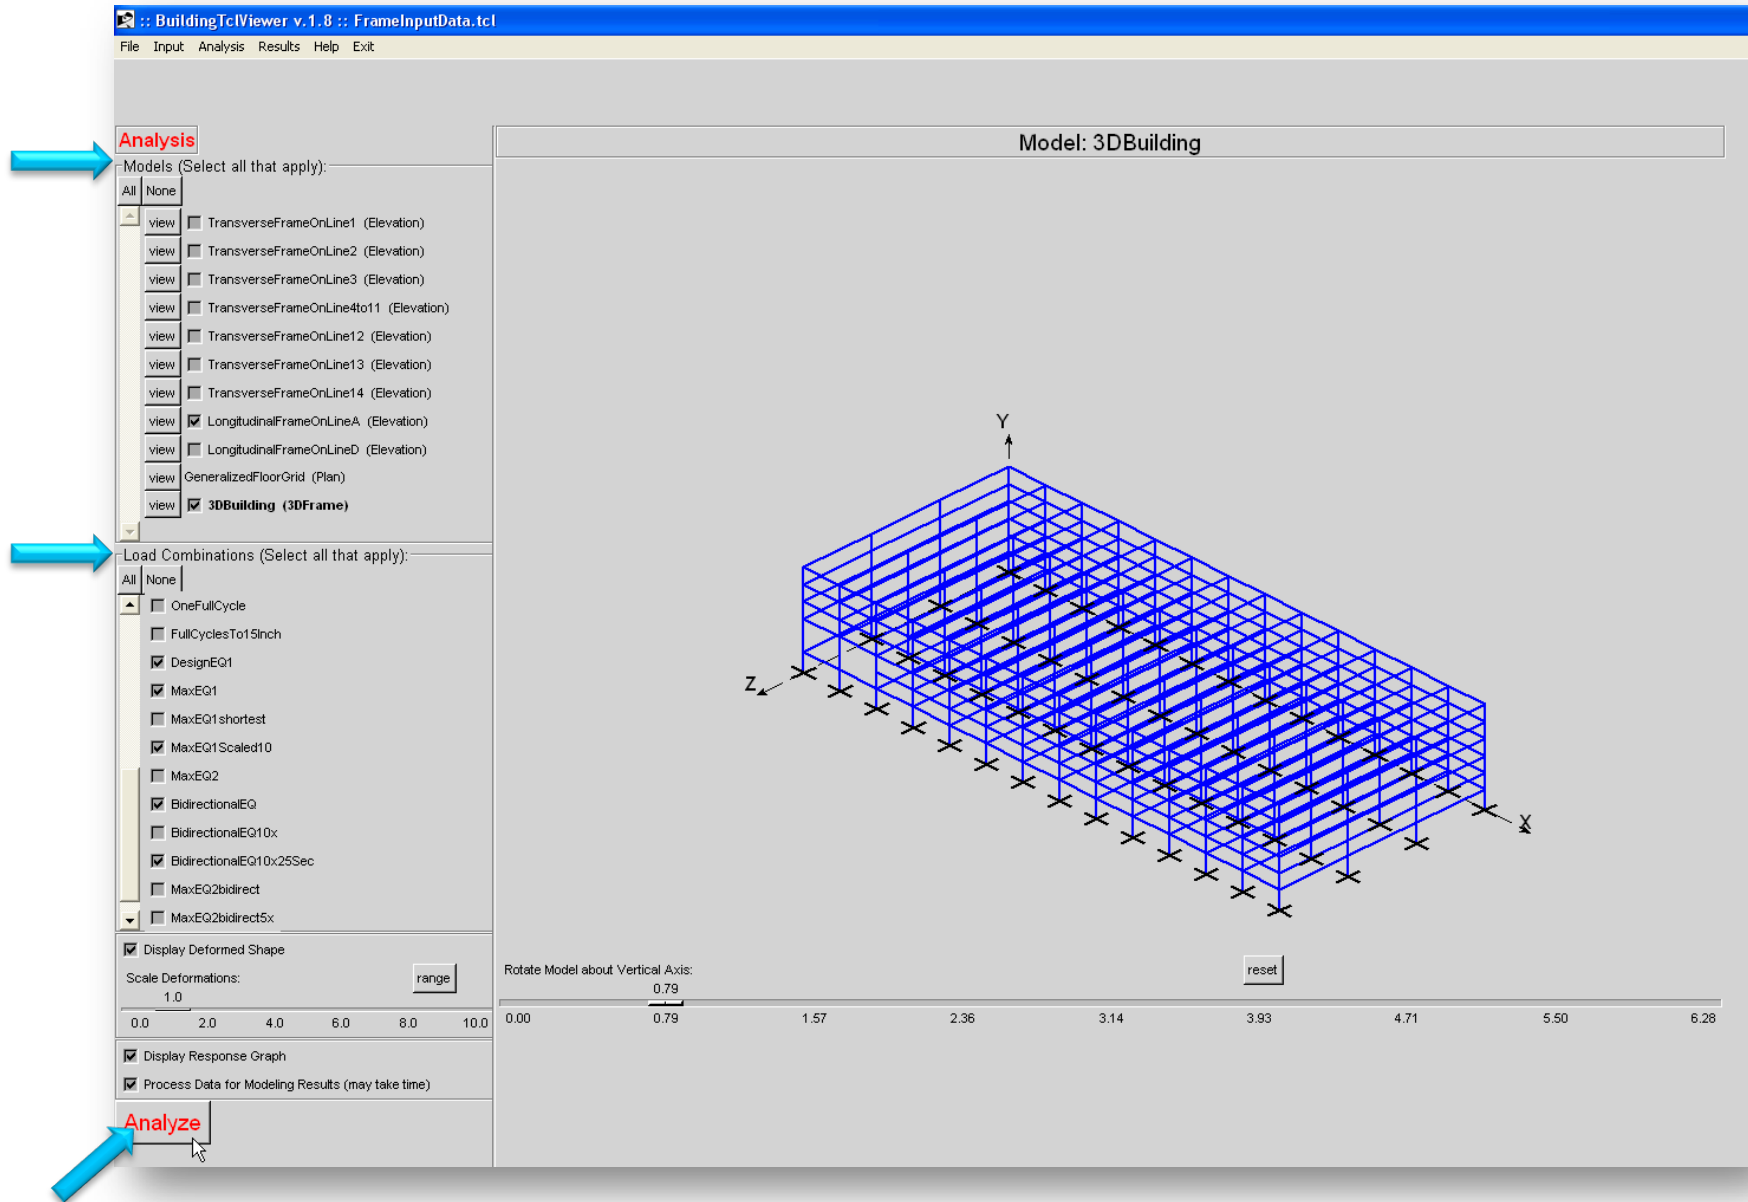 :: BuildingTclViewer v.1.8 :: FrameInputData.tcl
File Input Analysis Results Help Exit
Analysis
Model: 3DBuilding
Models (Select all that apply):
All None
view TransverseFrameOnLine1 (Elevation)
view TransverseFrameOnLine2 (Elevation)
view TransverseFrameOnLine3 (Elevation)
view TransverseFrameOnLine4to11 (Elevation)
view TransverseFrameOnLine12 (Elevation)
view TransverseFrameOnLine13 (Elevation)
view TransverseFrameOnLine14 (Elevation)
view LongitudinalFrameOnLineA (Elevation)
view LongitudinalFrameOnLineD (Elevation)
view GeneralizedFloorGrid (Plan)
view 3DBuilding (3DFrame)
Load Combinations (Select all that apply):
All None
OneFullCycle
FullCyclesTo15Inch
DesignEQ1
MaxEQ1
MaxEQ1shortest
MaxEQ1Scaled10
MaxEQ2
BidirectionalEQ
BidirectionalEQ10x
BidirectionalEQ10x25Sec
MaxEQ2bidirect
MaxEQ2bidirect5x
Display Deformed Shape
Scale Deformations: range
1.0
0.0 2.0 4.0 6.0 8.0 10.0
Display Response Graph
Process Data for Modeling Results (may take time)
Analyze
Y
Z
X
Rotate Model about Vertical Axis: reset
0.79
0.00 0.79 1.57 2.36 3.14 3.93 4.71 5.50 6.28